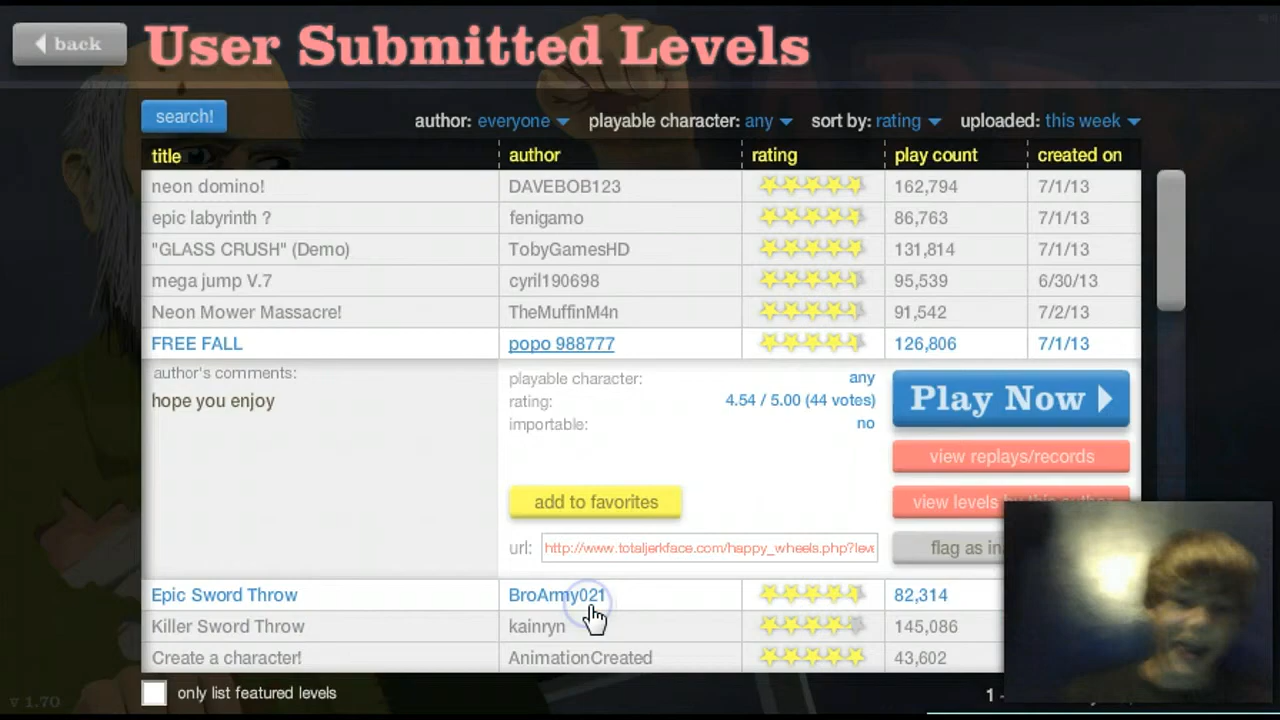 back
User Submitted Levels
search!
author: everyone playable character: any sort by: rating uploaded: this week
title author rating play count created on
neon domino! DAVEBOB123 162,794 7/1/13
epic labyrinth ? fenigamo 86,763 7/1/13
"GLASS CRUSH" (Demo) TobyGamesHD 131,814 7/1/13
mega jump V.7 cyril190698 95,539 6/30/13
Neon Mower Massacre! TheMuffinM4n 91,542 7/2/13
FREE FALL popo 988777 126,806 7/1/13
author's comments:
hope you enjoy
playable character: any
rating: 4.54 / 5.00 (44 votes)
importable: no
Play Now
view replays/records
add to favorites
view levels by this author
url: http://www.totaljerkface.com/happy_wheels.php?leve
flag as in
Epic Sword Throw BroArmy021 82,314
Killer Sword Throw kainryn 145,086
Create a character! AnimationCreated 43,602
only list featured levels
1 -
v 1.70